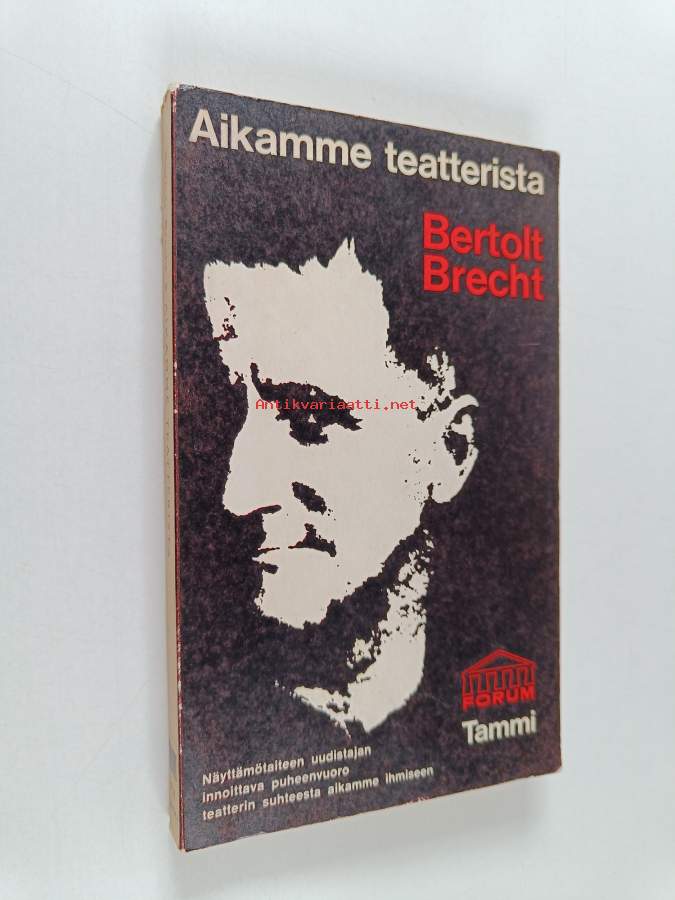 Aikamme teatterista
Bertolt
Brecht
Antikvariaatti.net
FORUM
Tammi
Näyttämötaiteen uudistajan
innoittava puheenvuoro
teatterin suhteesta aikamme ihmiseen